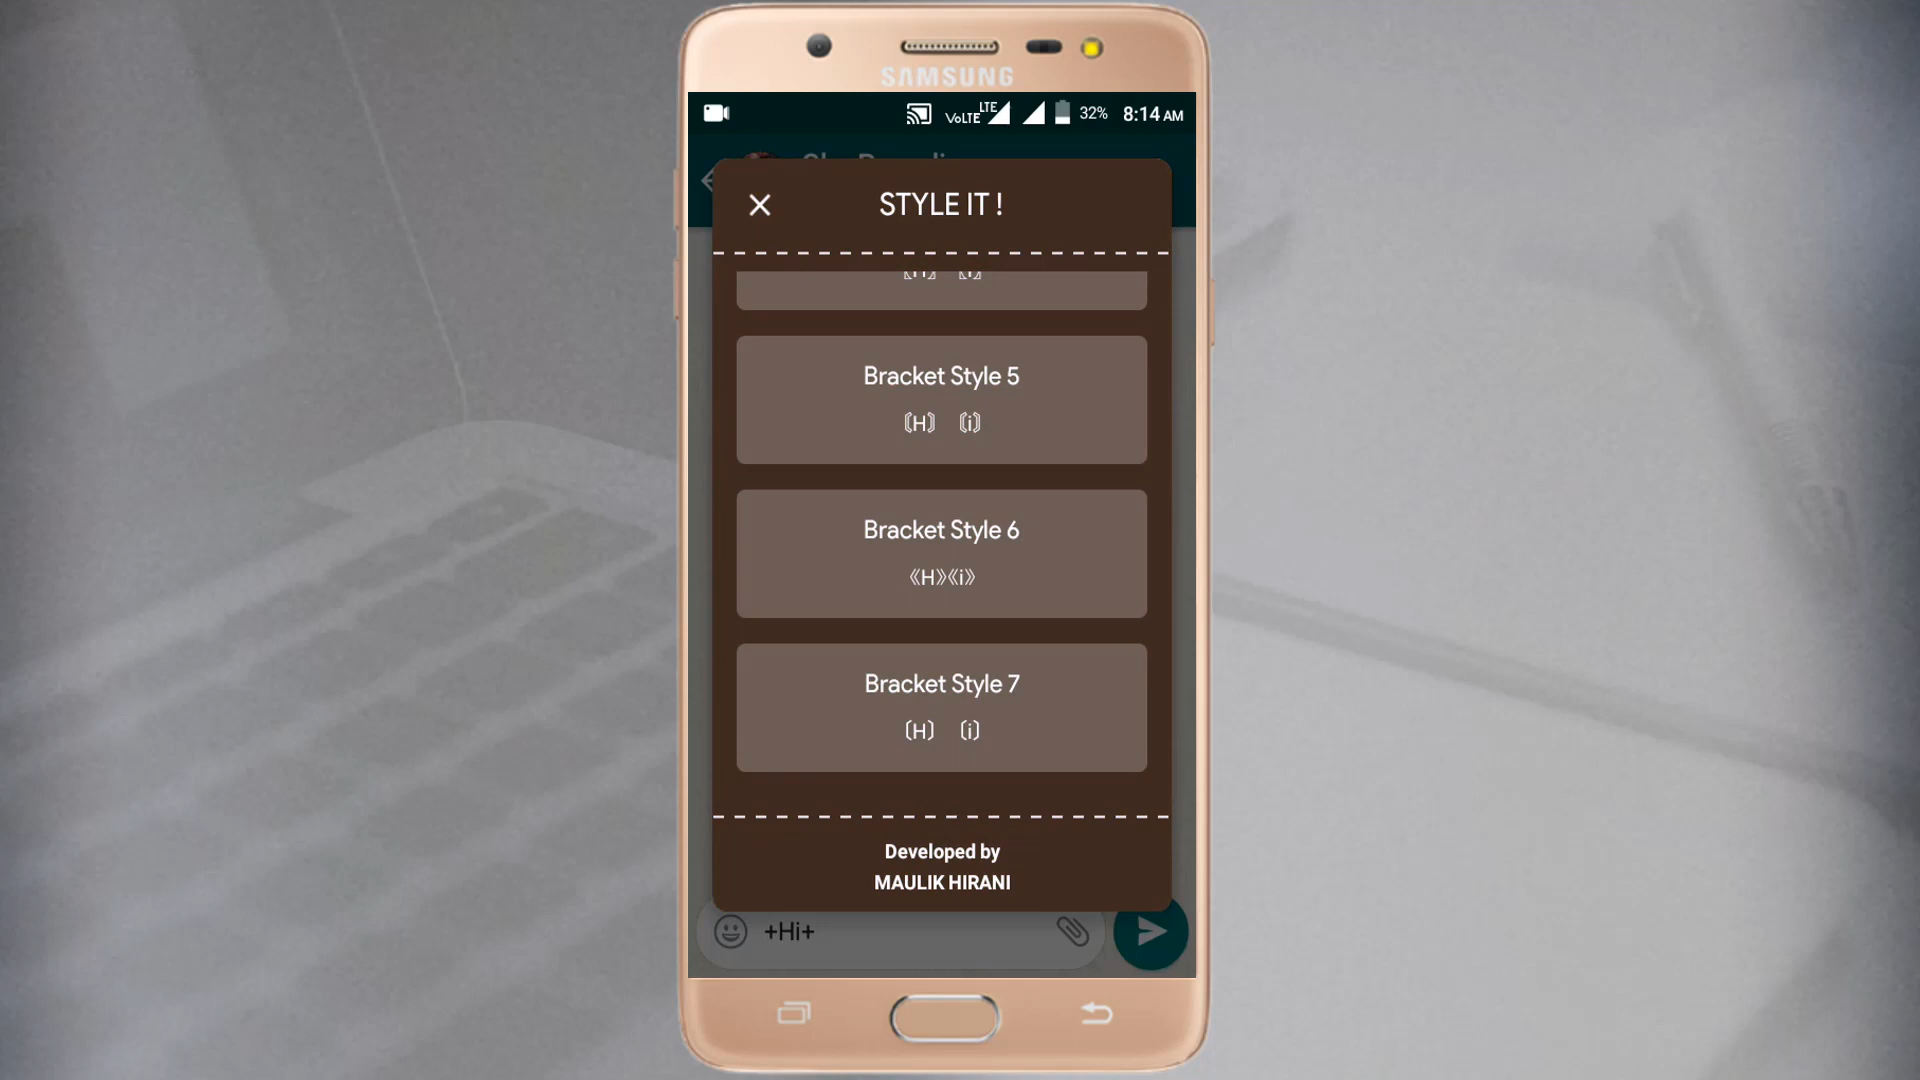 SAMSUNG
VoLTE LTE 32% 8:14 AM
STYLE IT !
Bracket Style 5
〘H〙 〘i〙
Bracket Style 6
《H》《i》
Bracket Style 7
〔H〕 〔i〕
Developed by
MAULIK HIRANI
+Hi+